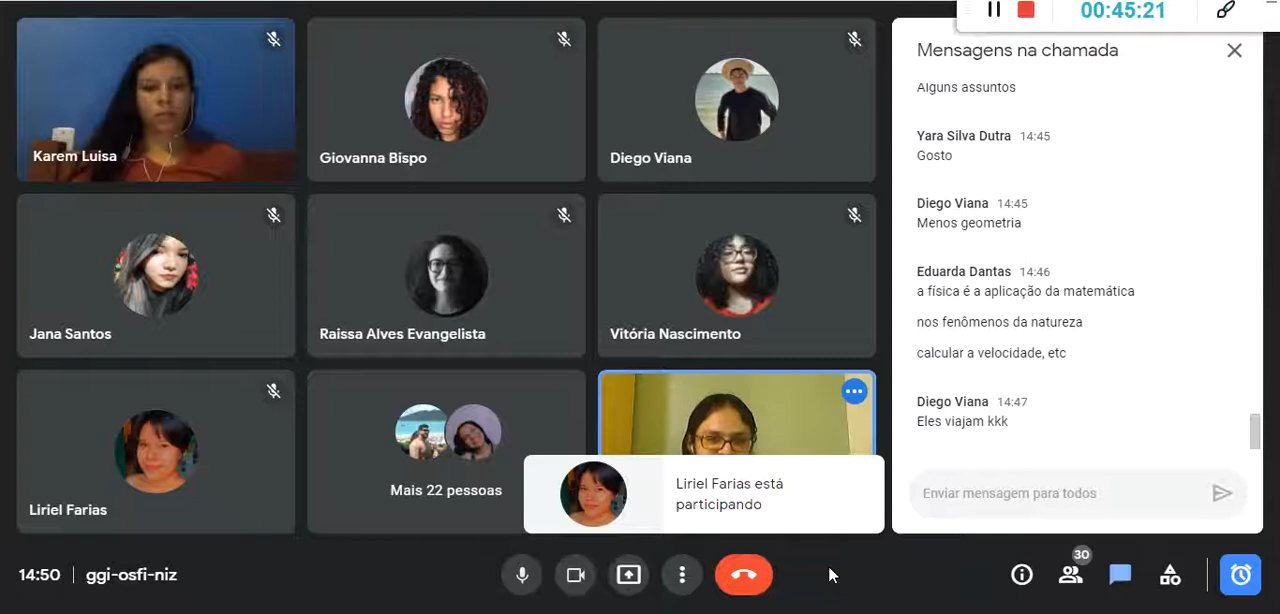 00:45:21
Karem Luisa
Giovanna Bispo
Diego Viana
Jana Santos
Raissa Alves Evangelista
Vitória Nascimento
Liriel Farias
Mais 22 pessoas
Liriel Farias está
participando
Mensagens na chamada
Alguns assuntos
Yara Silva Dutra 14:45
Gosto
Diego Viana 14:45
Menos geometria
Eduarda Dantas 14:46
a física é a aplicação da matemática
nos fenômenos da natureza
calcular a velocidade, etc
Diego Viana 14:47
Eles viajam kkk
Enviar mensagem para todos
14:50 ggi-osfi-niz
30